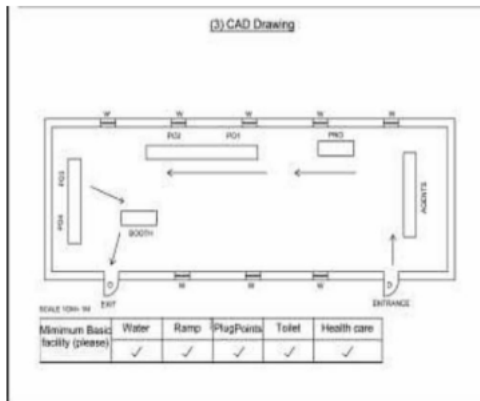 (3) CAD Drawing
W W W W W
PO2 PO1 PRO
PO3
PO4
BOOTH
AGENTS
D W W W D
EXIT ENTRANCE
Minimum Basic facility (please) Water Ramp PlugPoints Toilet Health care
✓ ✓ ✓ ✓ ✓